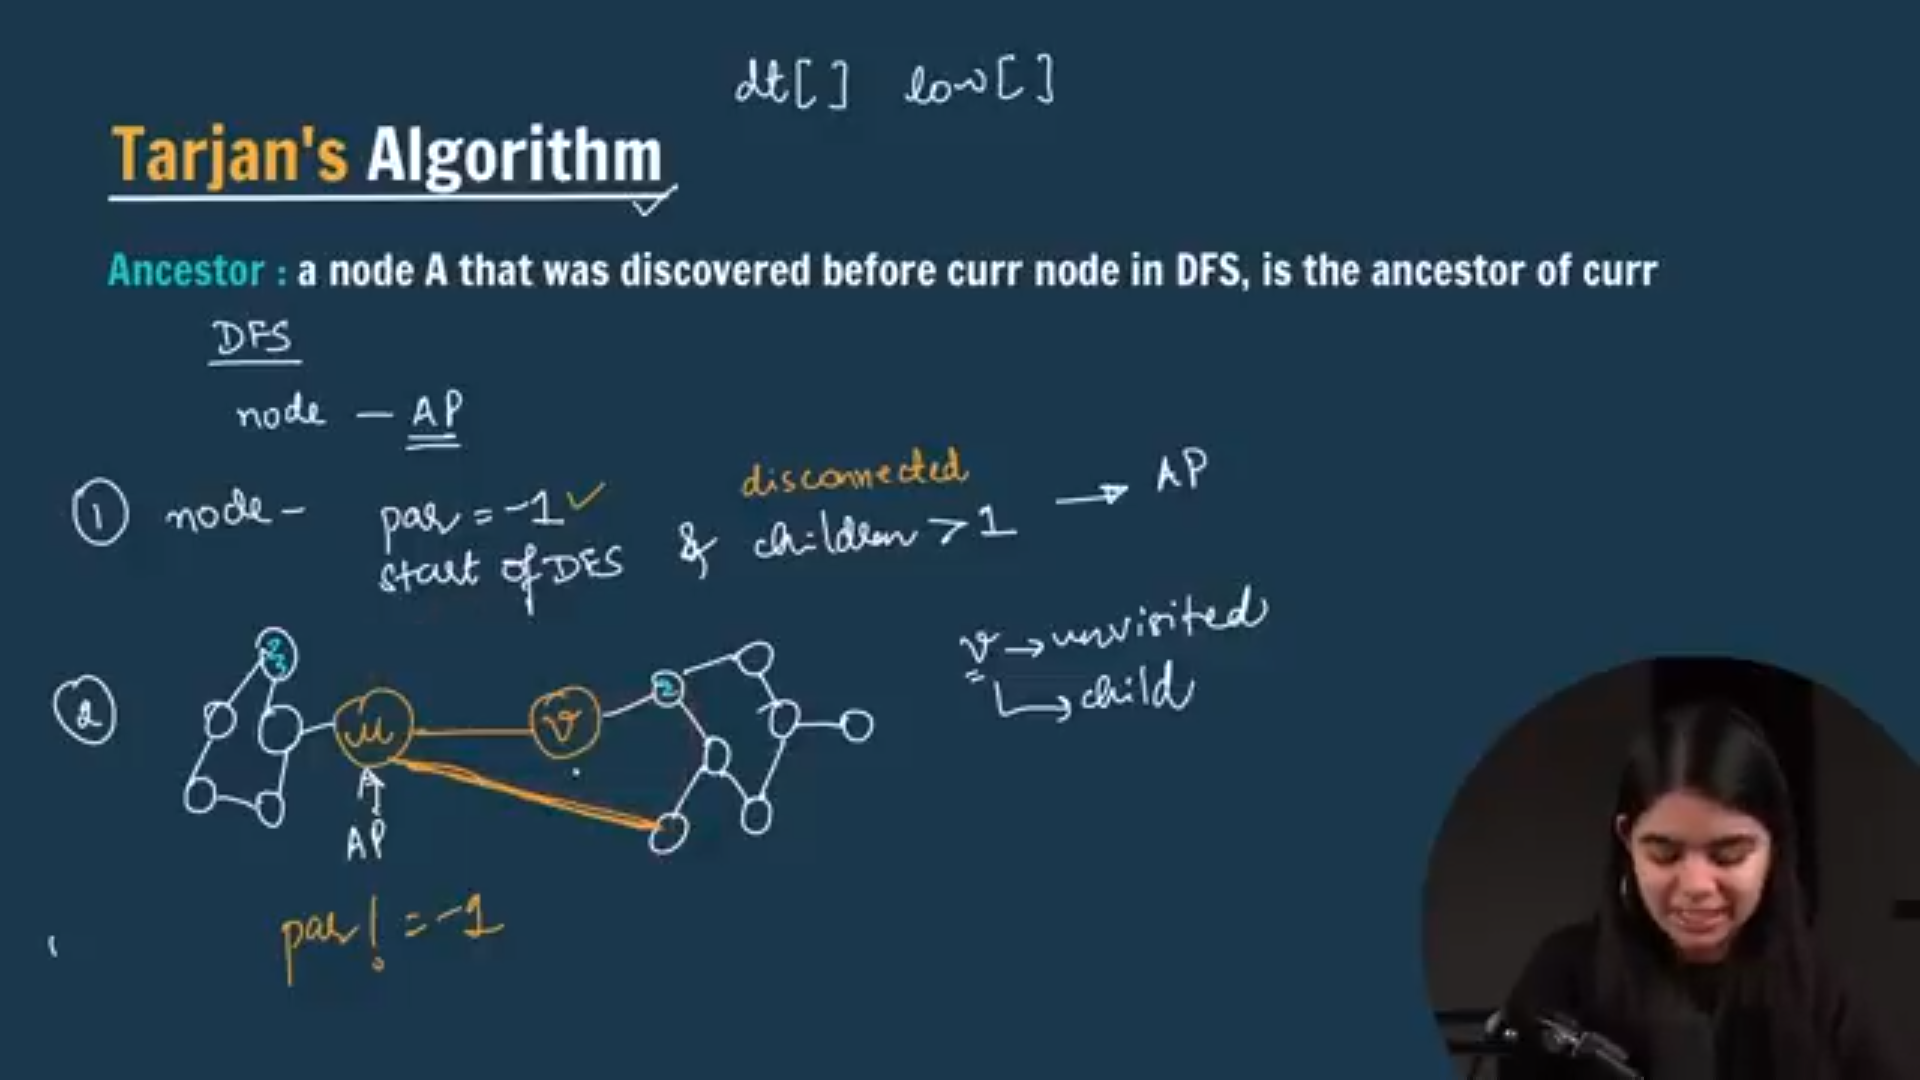 dt[ ] low[ ]
Tarjan's Algorithm
Ancestor : a node A that was discovered before curr node in DFS, is the ancestor of curr
DFS
node — AP
disconnected
① node - par = -1 ✓ & children > 1 → AP
start of DFS
v → unvisited
↳ child
②
2
3
u
v
2
AP
par != -1